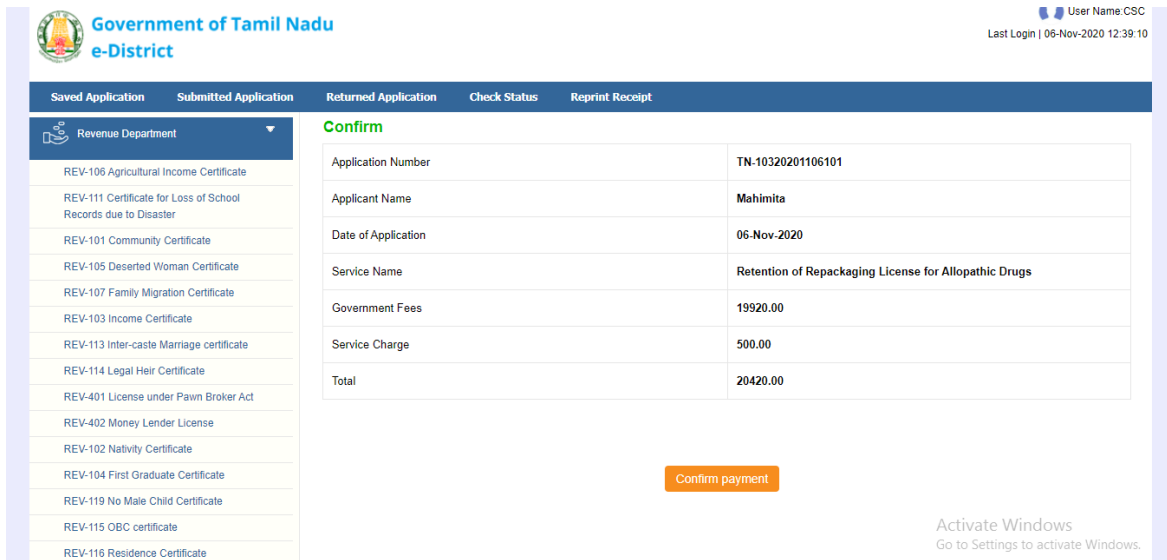 Government of Tamil Nadu
e-District
User Name:CSC
Last Login | 06-Nov-2020 12:39:10
Saved Application Submitted Application Returned Application Check Status Reprint Receipt
Revenue Department
REV-106 Agricultural Income Certificate
REV-111 Certificate for Loss of School
Records due to Disaster
REV-101 Community Certificate
REV-105 Deserted Woman Certificate
REV-107 Family Migration Certificate
REV-103 Income Certificate
REV-113 Inter-caste Marriage certificate
REV-114 Legal Heir Certificate
REV-401 License under Pawn Broker Act
REV-402 Money Lender License
REV-102 Nativity Certificate
REV-104 First Graduate Certificate
REV-119 No Male Child Certificate
REV-115 OBC certificate
REV-116 Residence Certificate
Confirm
Application Number TN-10320201106101
Applicant Name Mahimita
Date of Application 06-Nov-2020
Service Name Retention of Repackaging License for Allopathic Drugs
Government Fees 19920.00
Service Charge 500.00
Total 20420.00
Confirm payment
Activate Windows
Go to Settings to activate Windows.